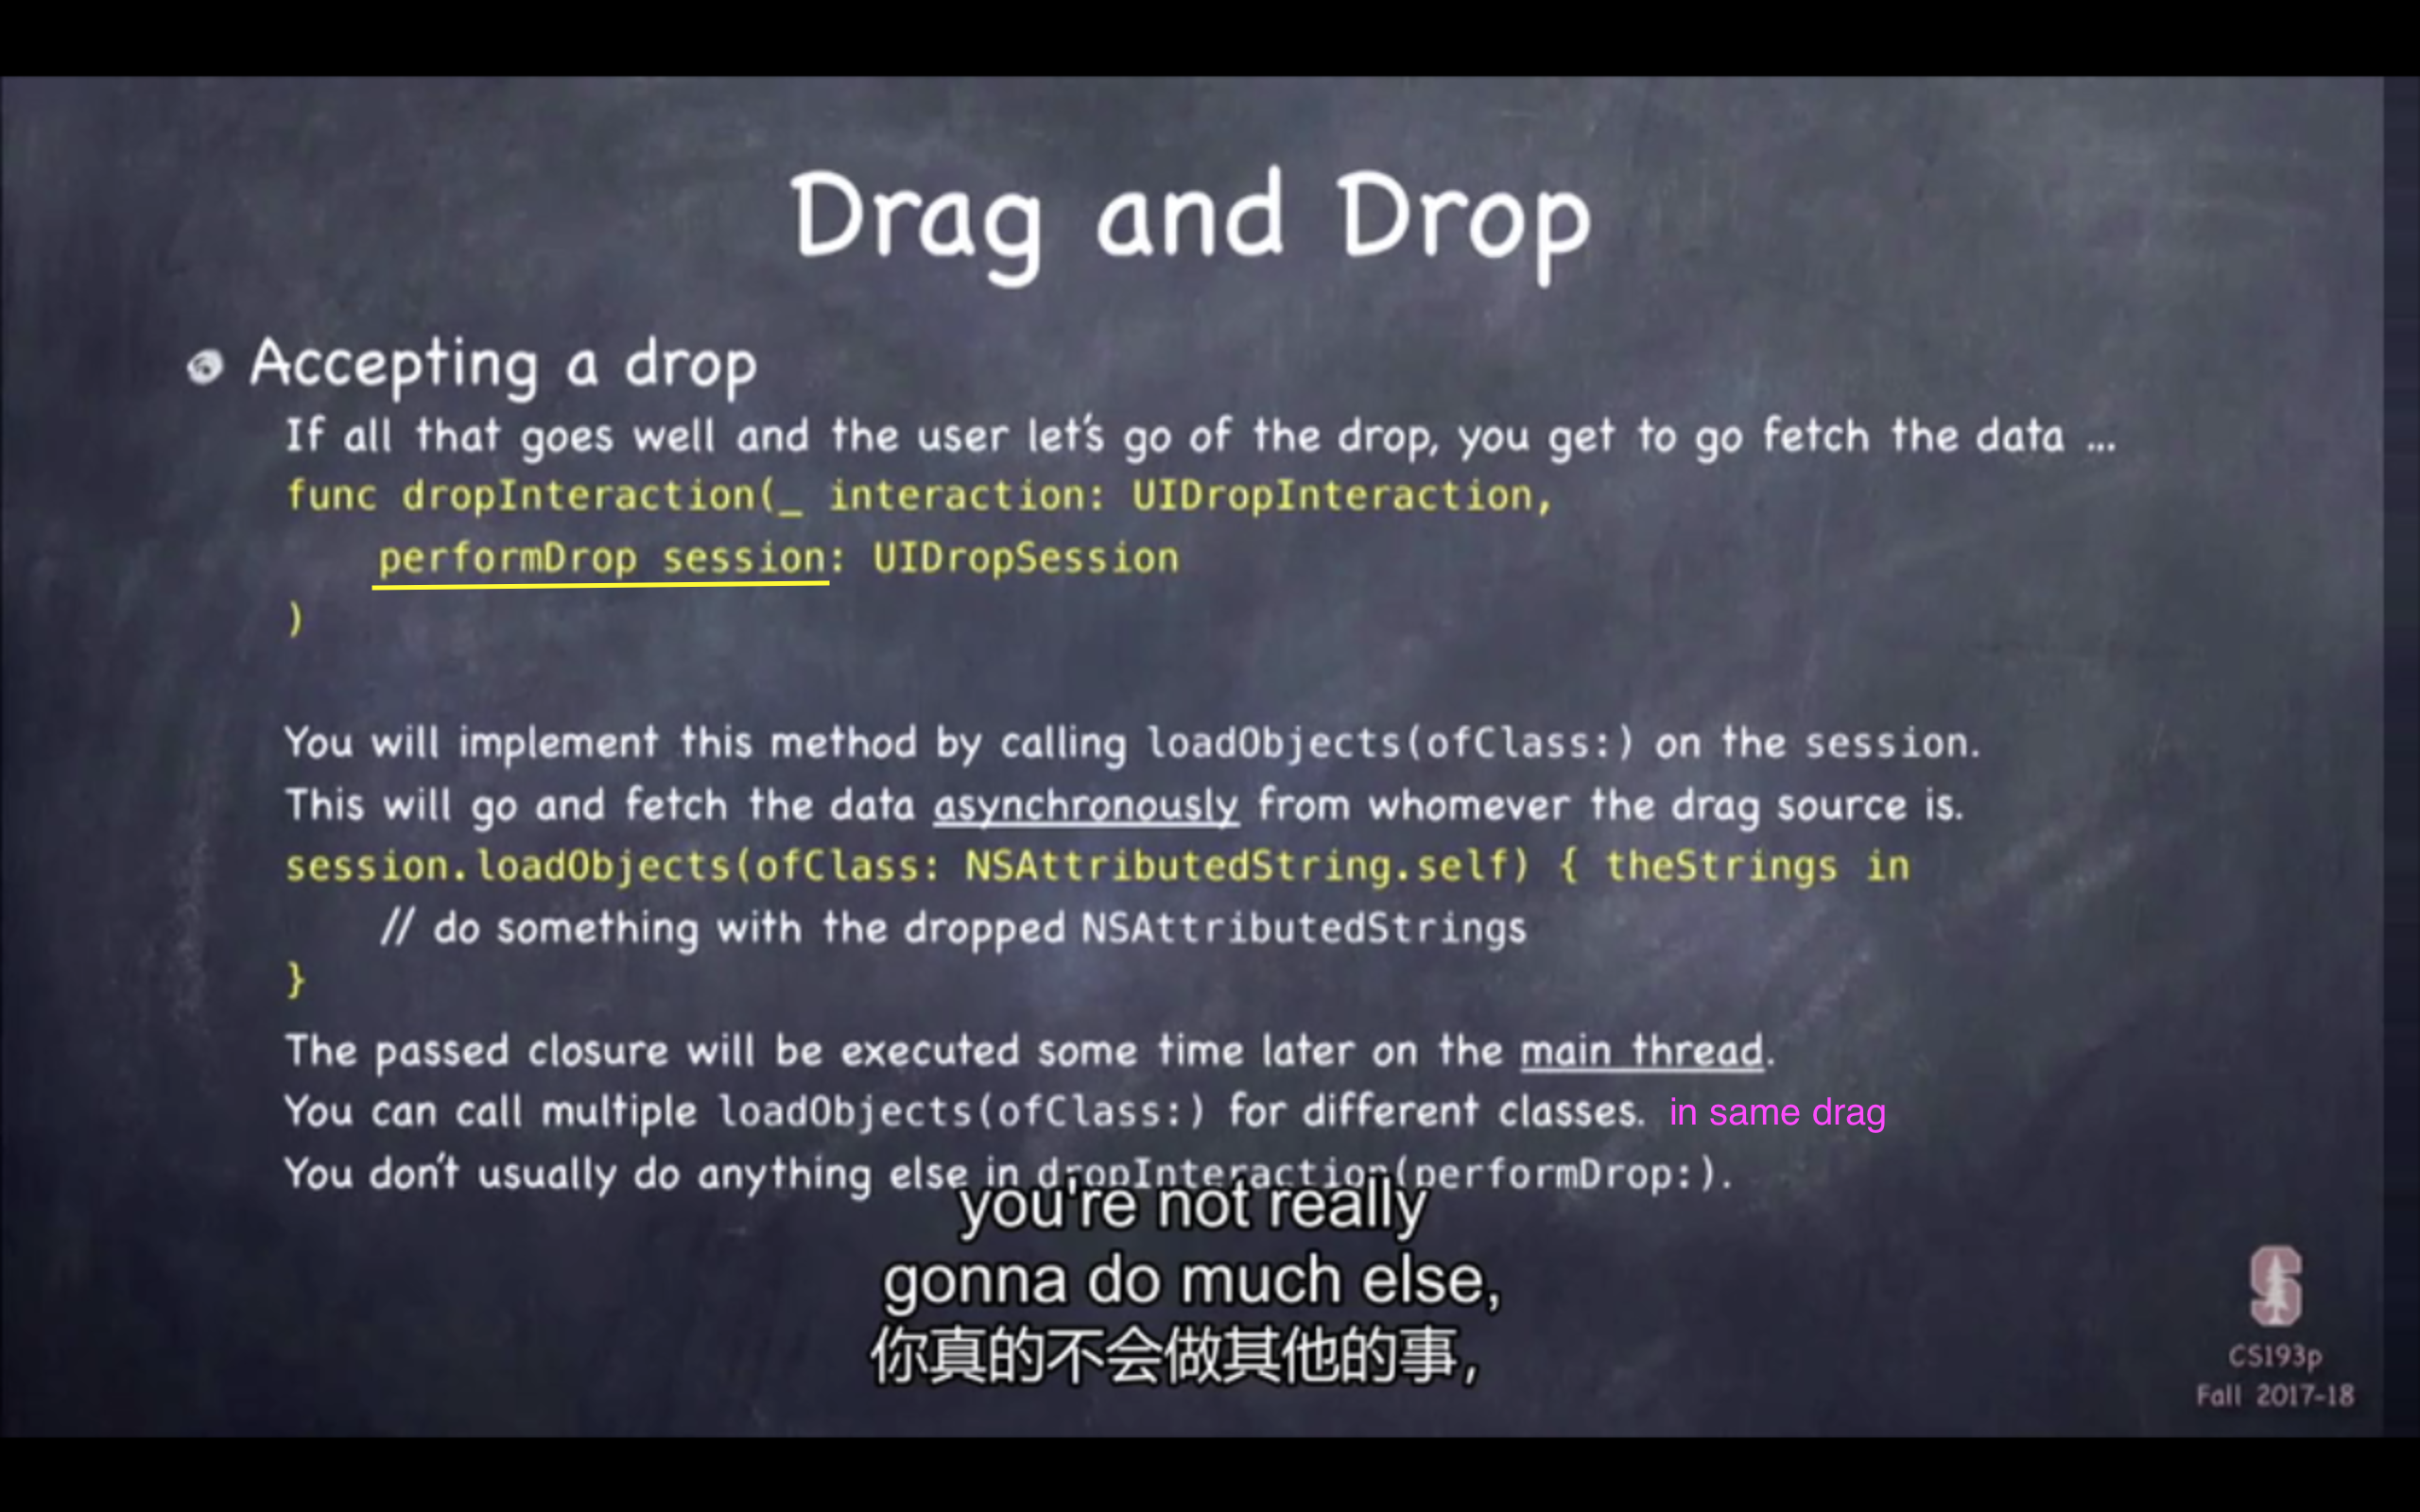 Drag and Drop
Accepting a drop
If all that goes well and the user let's go of the drop, you get to go fetch the data ...
func dropInteraction(_ interaction: UIDropInteraction,
performDrop session: UIDropSession
)
You will implement this method by calling loadObjects(ofClass:) on the session.
This will go and fetch the data asynchronously from whomever the drag source is.
session.loadObjects(ofClass: NSAttributedString.self) { theStrings in
// do something with the dropped NSAttributedStrings
}
The passed closure will be executed some time later on the main thread.
You can call multiple loadObjects(ofClass:) for different classes. in same drag
You don't usually do anything else in dropInteraction(performDrop:).
you're not really
gonna do much else,
你真的不会做其他的事,
S
CS193p
Fall 2017-18